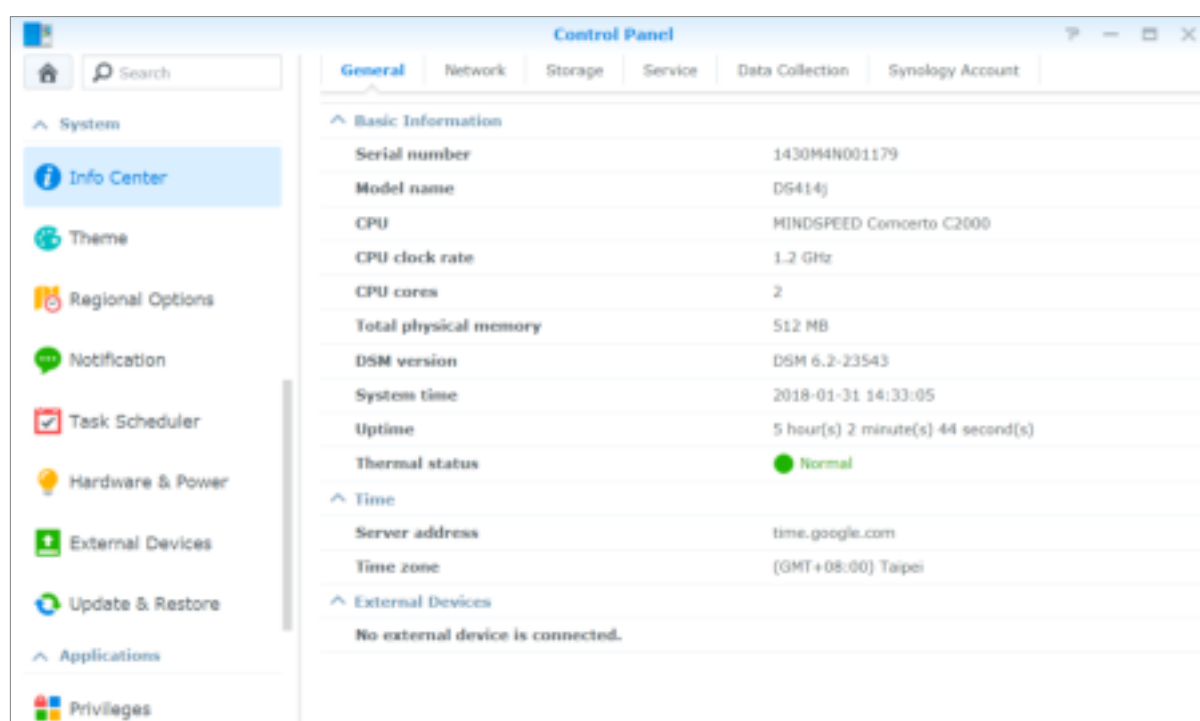 Control Panel
Search
General Network Storage Service Data Collection Synology Account
System
Info Center
Theme
Regional Options
Notification
Task Scheduler
Hardware & Power
External Devices
Update & Restore
Applications
Privileges
Basic Information
Serial number 1430M4N001179
Model name DS414j
CPU MINDSPEED Comcerto C2000
CPU clock rate 1.2 GHz
CPU cores 2
Total physical memory 512 MB
DSM version DSM 6.2-23543
System time 2018-01-31 14:33:05
Uptime 5 hour(s) 2 minute(s) 44 second(s)
Thermal status Normal
Time
Server address time.google.com
Time zone (GMT+08:00) Taipei
External Devices
No external device is connected.